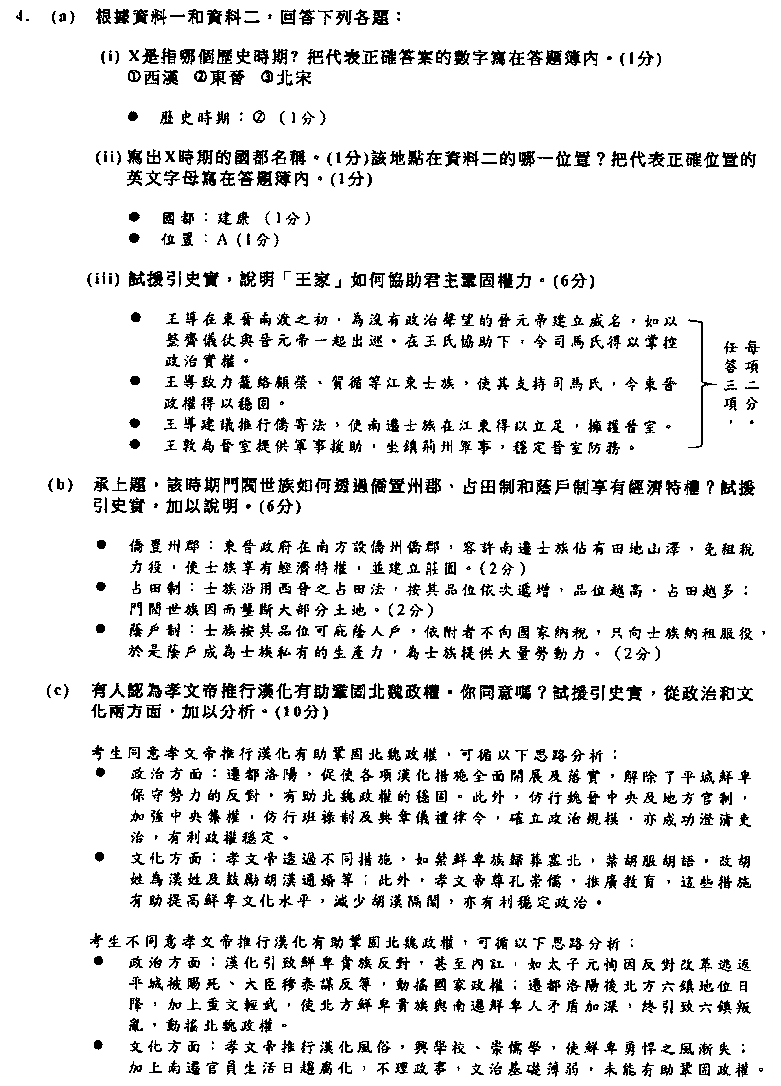 4. (a) 根據資料一和資料二，回答下列各題：
(i) X是指哪個歷史時期？把代表正確答案的數字寫在答題簿內。(1分)
①西漢 ②東晉 ③北宋
● 歷史時期：② (1分)
(ii) 寫出X時期的國都名稱。(1分)該地點在資料二的哪一位置？把代表正確位置的
英文字母寫在答題簿內。(1分)
● 國都：建康 (1分)
● 位置：A (1分)
(iii) 試援引史實，說明「王家」如何協助君主鞏固權力。(6分)
● 王導在東晉南渡之初，為沒有政治聲望的晉元帝建立威名，如以
整齊儀仗與晉元帝一起出巡。在王氏協助下，令司馬氏得以掌控
政治實權。
● 王導致力籠絡顧榮、賀循等江東士族，使其支持司馬氏，令東晉
政權得以穩固。
● 王導建議推行僑寄法，使南遷士族在江東得以立足，擁護晉室。
● 王敦為晉室提供軍事援助，坐鎮荊州軍事，穩定晉室防務。
每項二分。
任答三項，
(b) 承上題，該時期門閥世族如何透過僑置州郡、占田制和蔭戶制享有經濟特權？試援
引史實，加以說明。(6分)
● 僑置州郡：東晉政府在南方設僑州僑郡，容許南遷士族佔有田地山澤，免租稅
力役，使士族享有經濟特權，並建立莊園。(2分)
● 占田制：士族沿用西晉之占田法，按其品位依次遞增，品位越高，占田越多；
門閥世族因而壟斷大部分土地。(2分)
● 蔭戶制：士族按其品位可庇蔭人戶，依附者不向國家納稅，只向士族納租服役，
於是蔭戶成為士族私有的生產力，為士族提供大量勞動力。(2分)
(c) 有人認為孝文帝推行漢化有助鞏固北魏政權。你同意嗎？試援引史實，從政治和文
化兩方面，加以分析。(10分)
考生同意孝文帝推行漢化有助鞏固北魏政權，可循以下思路分析：
● 政治方面：遷都洛陽，促使各項漢化措施全面開展及落實，解除了平城鮮卑
保守勢力的反對，有助北魏政權的穩固。此外，仿行魏晉中央及地方官制，
加強中央集權，仿行班祿制及典章儀禮律令，確立政治規模，亦成功澄清吏
治，有利政權穩定。
● 文化方面：孝文帝透過不同措施，如禁鮮卑族歸葬塞北，禁胡服胡語，改胡
姓為漢姓及鼓勵胡漢通婚等；此外，孝文帝尊孔崇儒，推廣教育，這些措施
有助提高鮮卑文化水平，減少胡漢隔閡，亦有利穩定政治。
考生不同意孝文帝推行漢化有助鞏固北魏政權，可循以下思路分析：
● 政治方面：漢化引致鮮卑貴族反對，甚至內訌，如太子元恂因反對改革逃返
平城被賜死、大臣穆泰謀反等，動搖國家政權；遷都洛陽後北方六鎮地位日
降，加上重文輕武，使北方鮮卑貴族與南遷鮮卑人矛盾加深，終引致六鎮叛
亂，動搖北魏政權。
● 文化方面：孝文帝推行漢化風俗，興學校、崇儒學，使鮮卑勇悍之風漸失；
加上南遷官員生活日趨腐化，不理政事，文治基礎薄弱，未能有助鞏固政權。